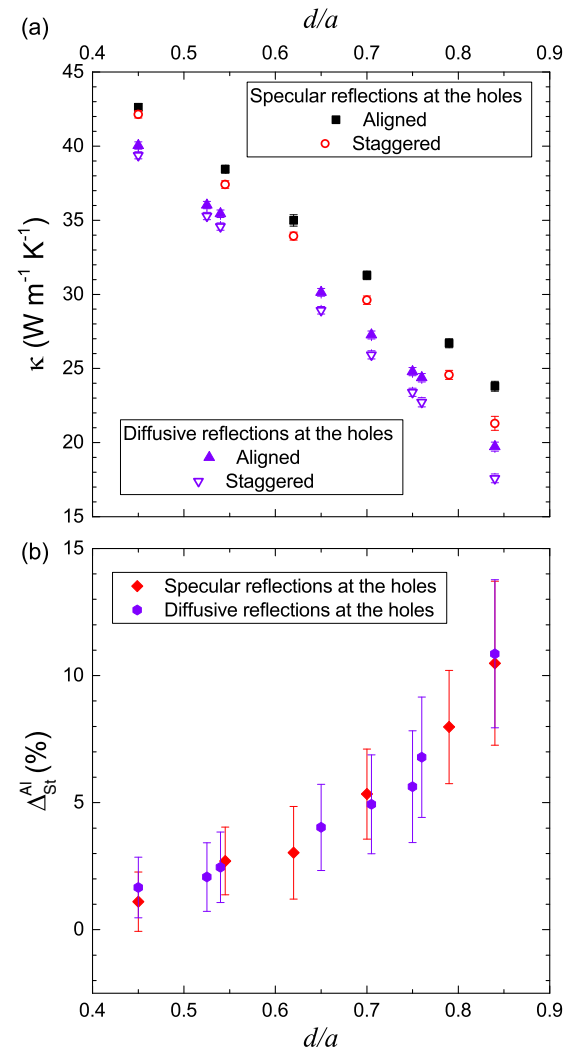 (a)
d/a
0.4 0.5 0.6 0.7 0.8 0.9
45
40
35
30
25
20
15
κ (W m⁻¹ K⁻¹)
Specular reflections at the holes
Aligned
Staggered
Diffusive reflections at the holes
Aligned
Staggered
(b)
15
10
5
0
Δ_St^Al (%)
Specular reflections at the holes
Diffusive reflections at the holes
0.4 0.5 0.6 0.7 0.8 0.9
d/a